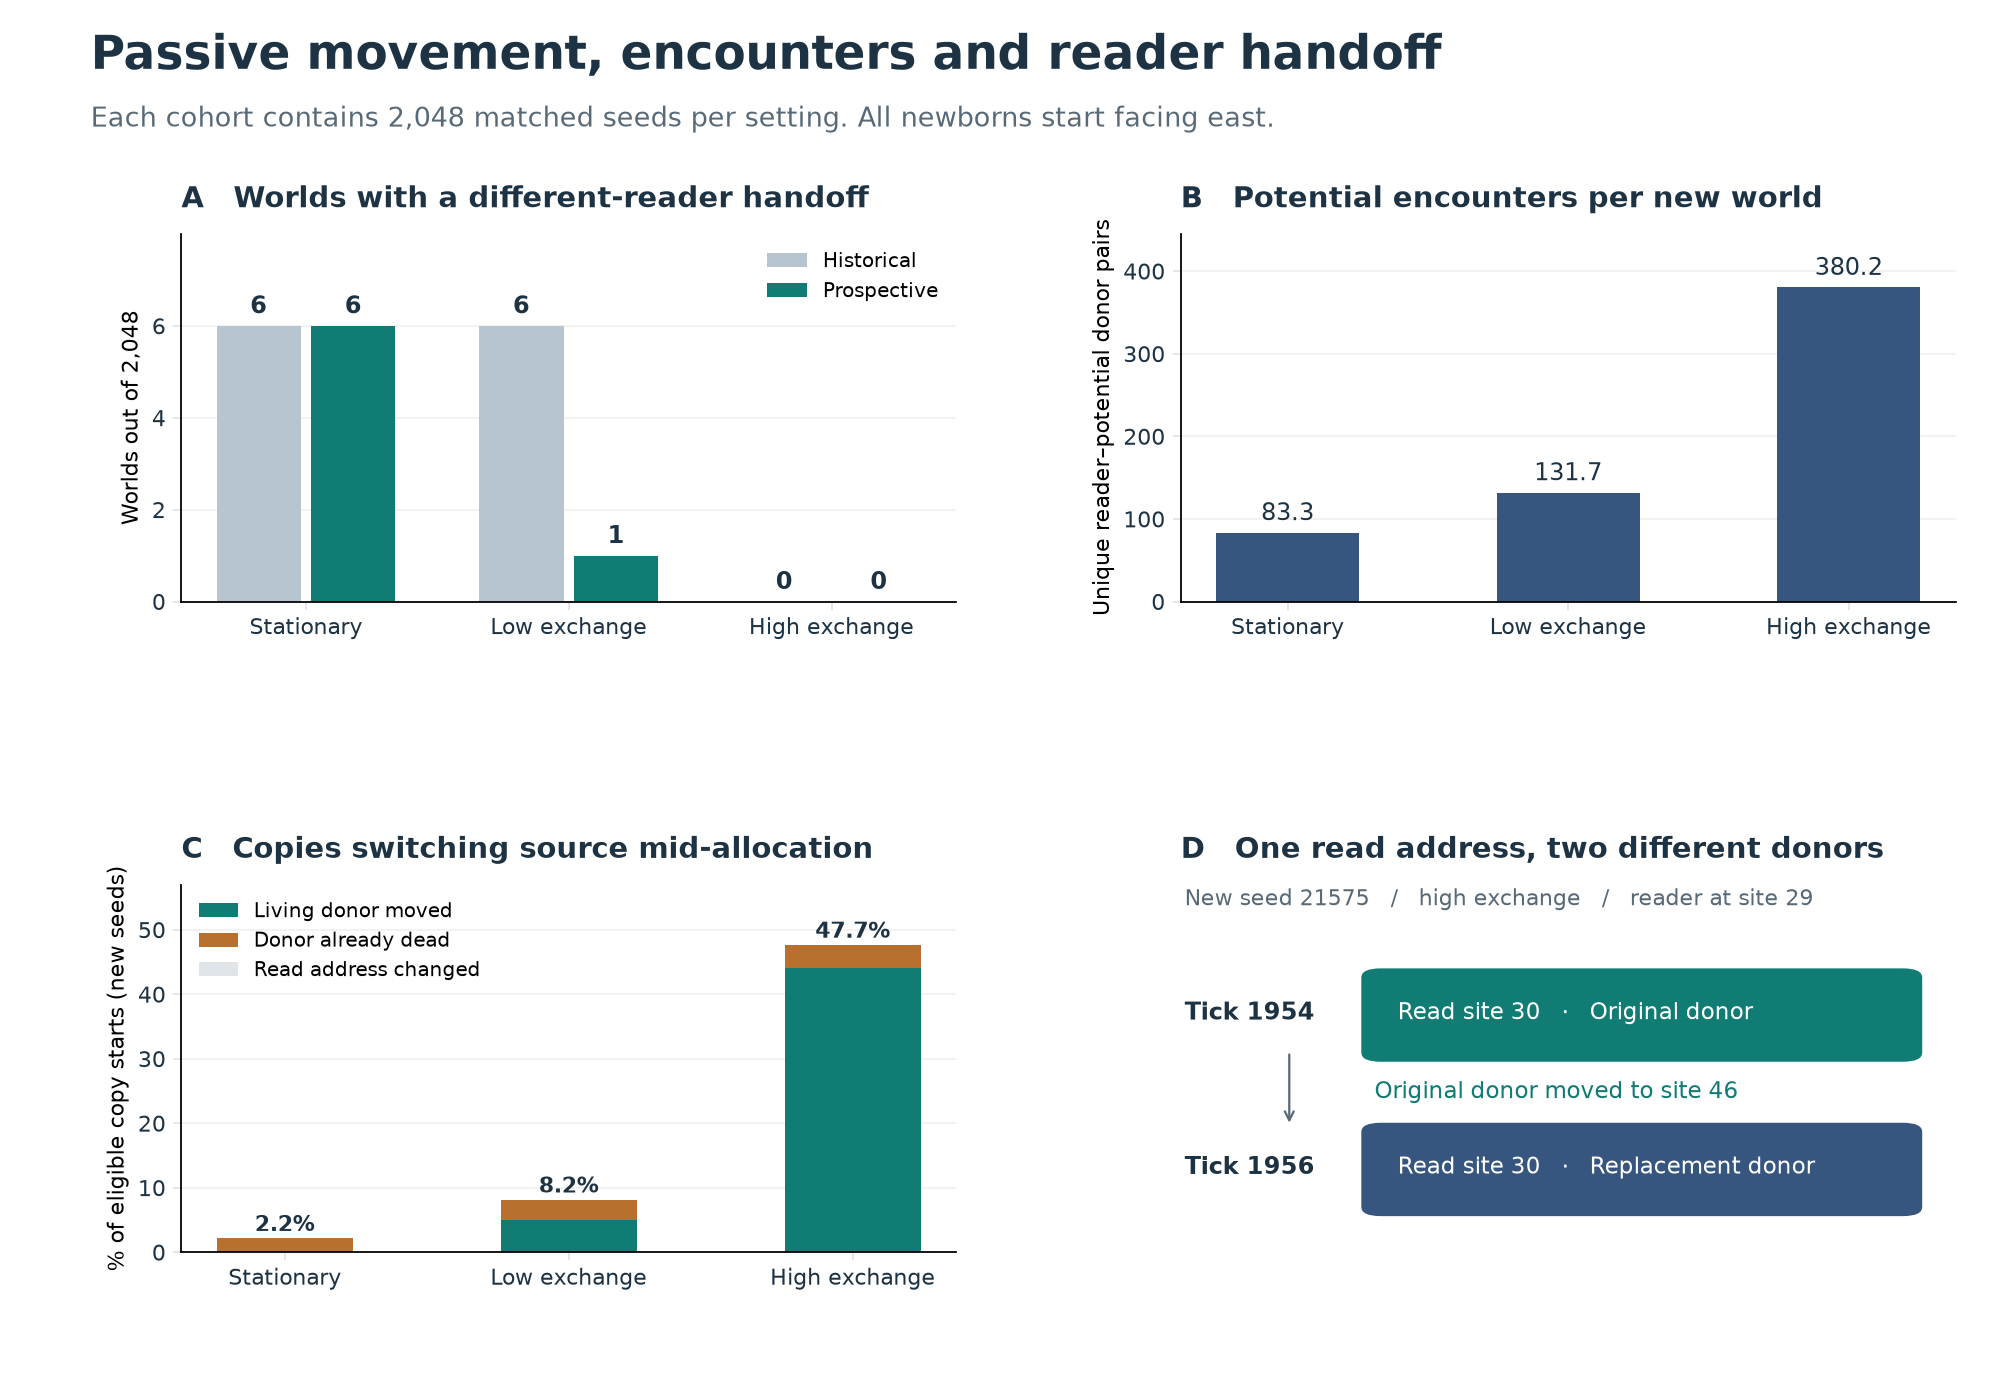 Passive movement, encounters and reader handoff
Each cohort contains 2,048 matched seeds per setting. All newborns start facing east.
A Worlds with a different-reader handoff
Worlds out of 2,048
6
4
2
0
Historical
Prospective
6
6
6
1
0
0
Stationary
Low exchange
High exchange
B Potential encounters per new world
Unique reader–potential donor pairs
400
300
200
100
0
83.3
131.7
380.2
Stationary
Low exchange
High exchange
C Copies switching source mid-allocation
% of eligible copy starts (new seeds)
50
40
30
20
10
0
Living donor moved
Donor already dead
Read address changed
2.2%
8.2%
47.7%
Stationary
Low exchange
High exchange
D One read address, two different donors
New seed 21575 / high exchange / reader at site 29
Tick 1954
Read site 30 · Original donor
Original donor moved to site 46
Tick 1956
Read site 30 · Replacement donor